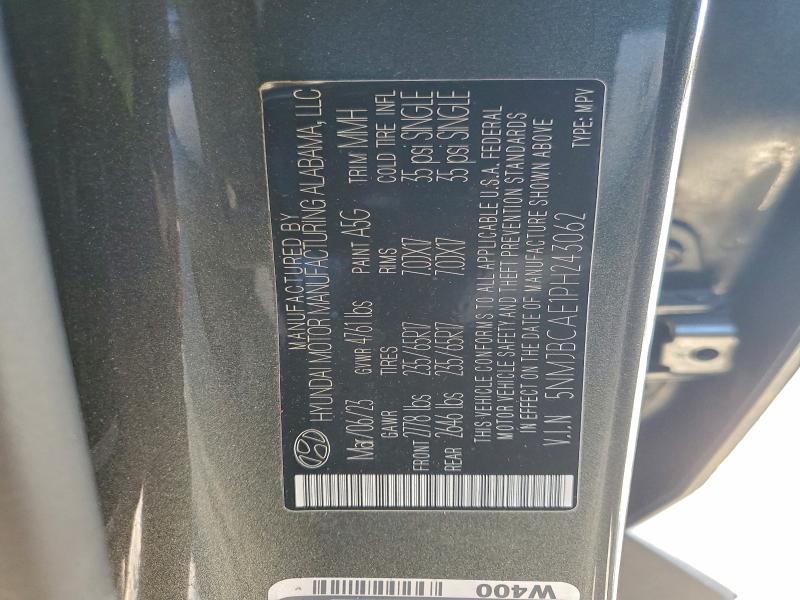 MANUFACTURED BY
HYUNDAI MOTOR MANUFACTURING ALABAMA, LLC
Mar/06/23 GVWR 4761 lbs PAINT A5G TRIM MMH
GAWR TIRES RIMS COLD TIRE INFL
FRONT 2778 lbs 235/65R17 7.0JX17 35 psi SINGLE
REAR 2646 lbs 235/65R17 7.0JX17 35 psi SINGLE
THIS VEHICLE CONFORMS TO ALL APPLICABLE U.S.A. FEDERAL
MOTOR VEHICLE SAFETY AND THEFT PREVENTION STANDARDS
IN EFFECT ON THE DATE OF MANUFACTURE SHOWN ABOVE
V.I.N 5NMJBCAE1PH243062 TYPE: MPV
W400